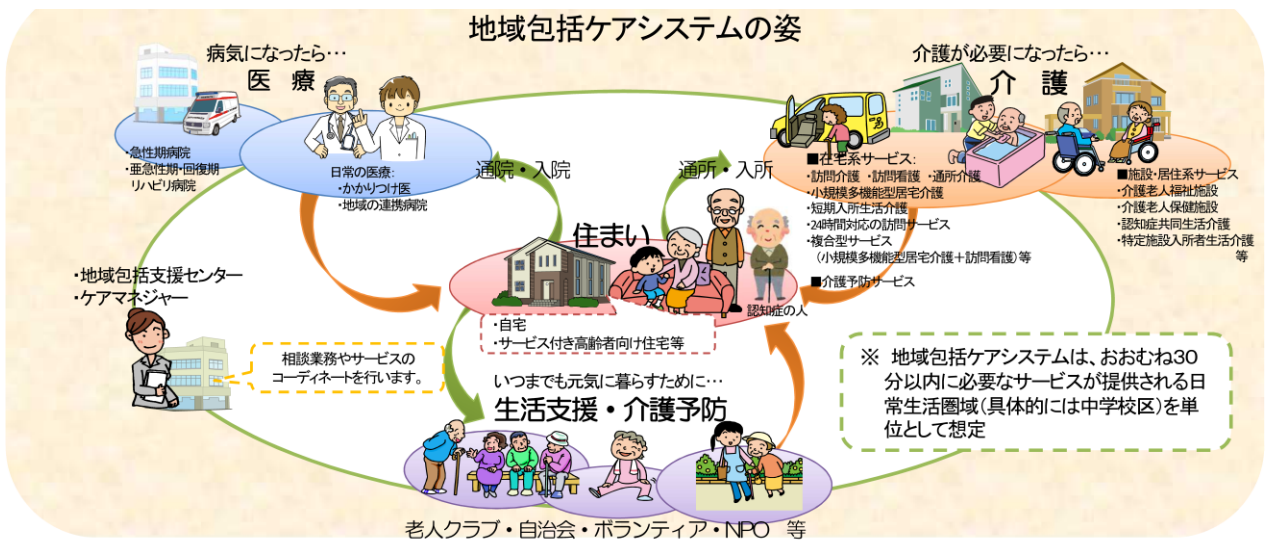 地域包括ケアシステムの姿
病気になったら…
医 療
・急性期病院
・亜急性期・回復期
リハビリ病院
日常の医療:
・かかりつけ医
・地域の連携病院
通院・入院
通所・入所
介護が必要になったら…
介 護
■在宅系サービス:
・訪問介護 ・訪問看護 ・通所介護
・小規模多機能型居宅介護
・短期入所生活介護
・24時間対応の訪問サービス
・複合型サービス
(小規模多機能型居宅介護+訪問看護)等
■介護予防サービス
■施設・居住系サービス
・介護老人福祉施設
・介護老人保健施設
・認知症共同生活介護
・特定施設入所者生活介護
等
住まい
認知症の人
・自宅
・サービス付き高齢者向け住宅等
・地域包括支援センター
・ケアマネジャー
相談業務やサービスの
コーディネートを行います。
いつまでも元気に暮らすために…
生活支援・介護予防
老人クラブ・自治会・ボランティア・NPO 等
※ 地域包括ケアシステムは、おおむね30
分以内に必要なサービスが提供される日
常生活圏域(具体的には中学校区)を単
位として想定